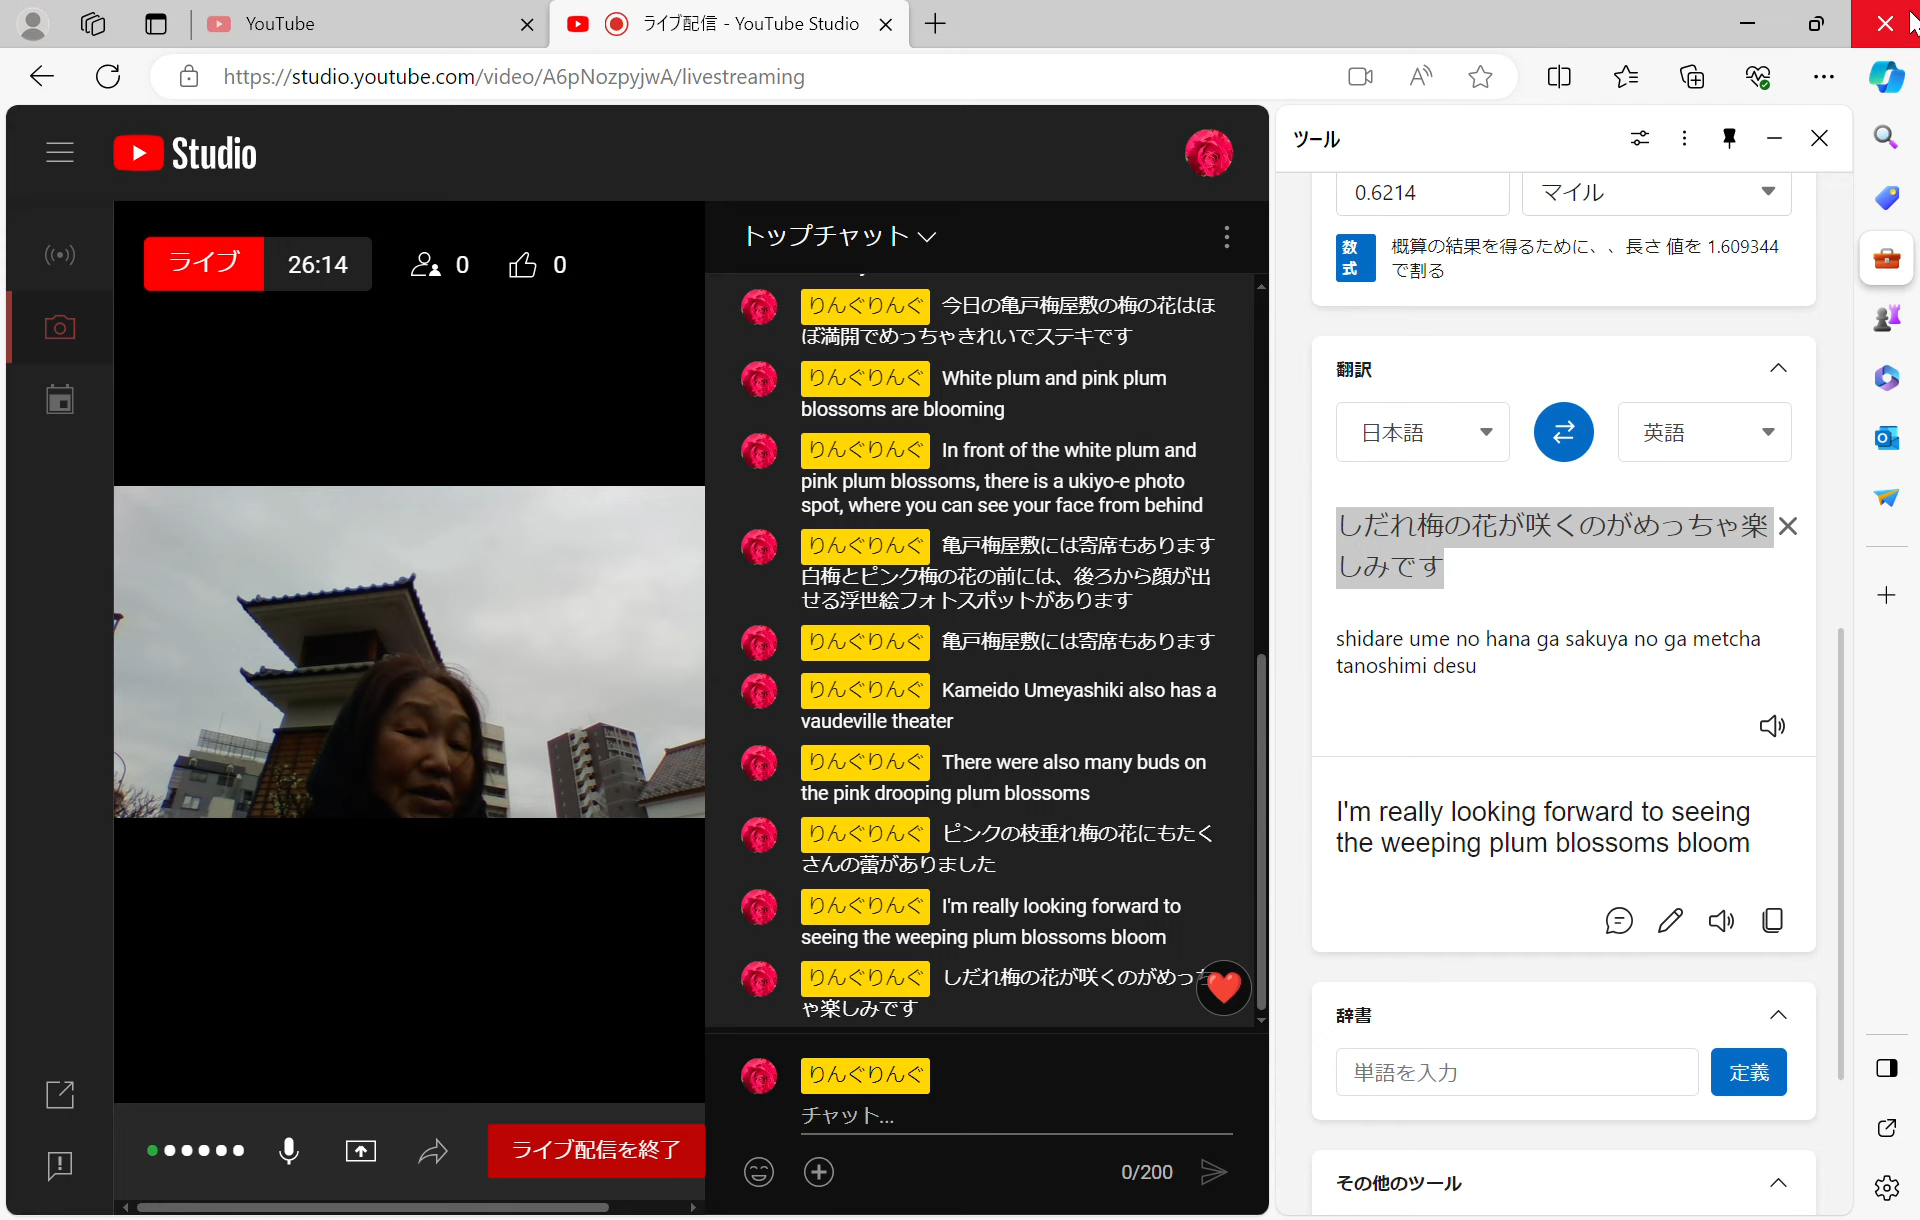 YouTube
ライブ配信 - YouTube Studio
https://studio.youtube.com/video/A6pNozpyjwA/livestreaming
Studio
ライブ
26:14
0
0
トップチャット
りんぐりんぐ 今日の亀戸梅屋敷の梅の花はほ
ぼ満開でめっちゃきれいでステキです
りんぐりんぐ White plum and pink plum
blossoms are blooming
りんぐりんぐ In front of the white plum and
pink plum blossoms, there is a ukiyo-e photo
spot, where you can see your face from behind
りんぐりんぐ 亀戸梅屋敷には寄席もあります
白梅とピンク梅の花の前には、後ろから顔が出
せる浮世絵フォトスポットがあります
りんぐりんぐ 亀戸梅屋敷には寄席もあります
りんぐりんぐ Kameido Umeyashiki also has a
vaudeville theater
りんぐりんぐ There were also many buds on
the pink drooping plum blossoms
りんぐりんぐ ピンクの枝垂れ梅の花にもたく
さんの蕾がありました
りんぐりんぐ I'm really looking forward to
seeing the weeping plum blossoms bloom
りんぐりんぐ しだれ梅の花が咲くのがめっち
ゃ楽しみです
りんぐりんぐ
チャット...
0/200
ライブ配信を終了
ツール
0.6214
マイル
数式
概算の結果を得るために、、長さ 値を 1.609344
で割る
翻訳
日本語
英語
しだれ梅の花が咲くのがめっちゃ楽
しみです
shidare ume no hana ga sakuya no ga metcha
tanoshimi desu
I'm really looking forward to seeing
the weeping plum blossoms bloom
辞書
単語を入力
定義
その他のツール